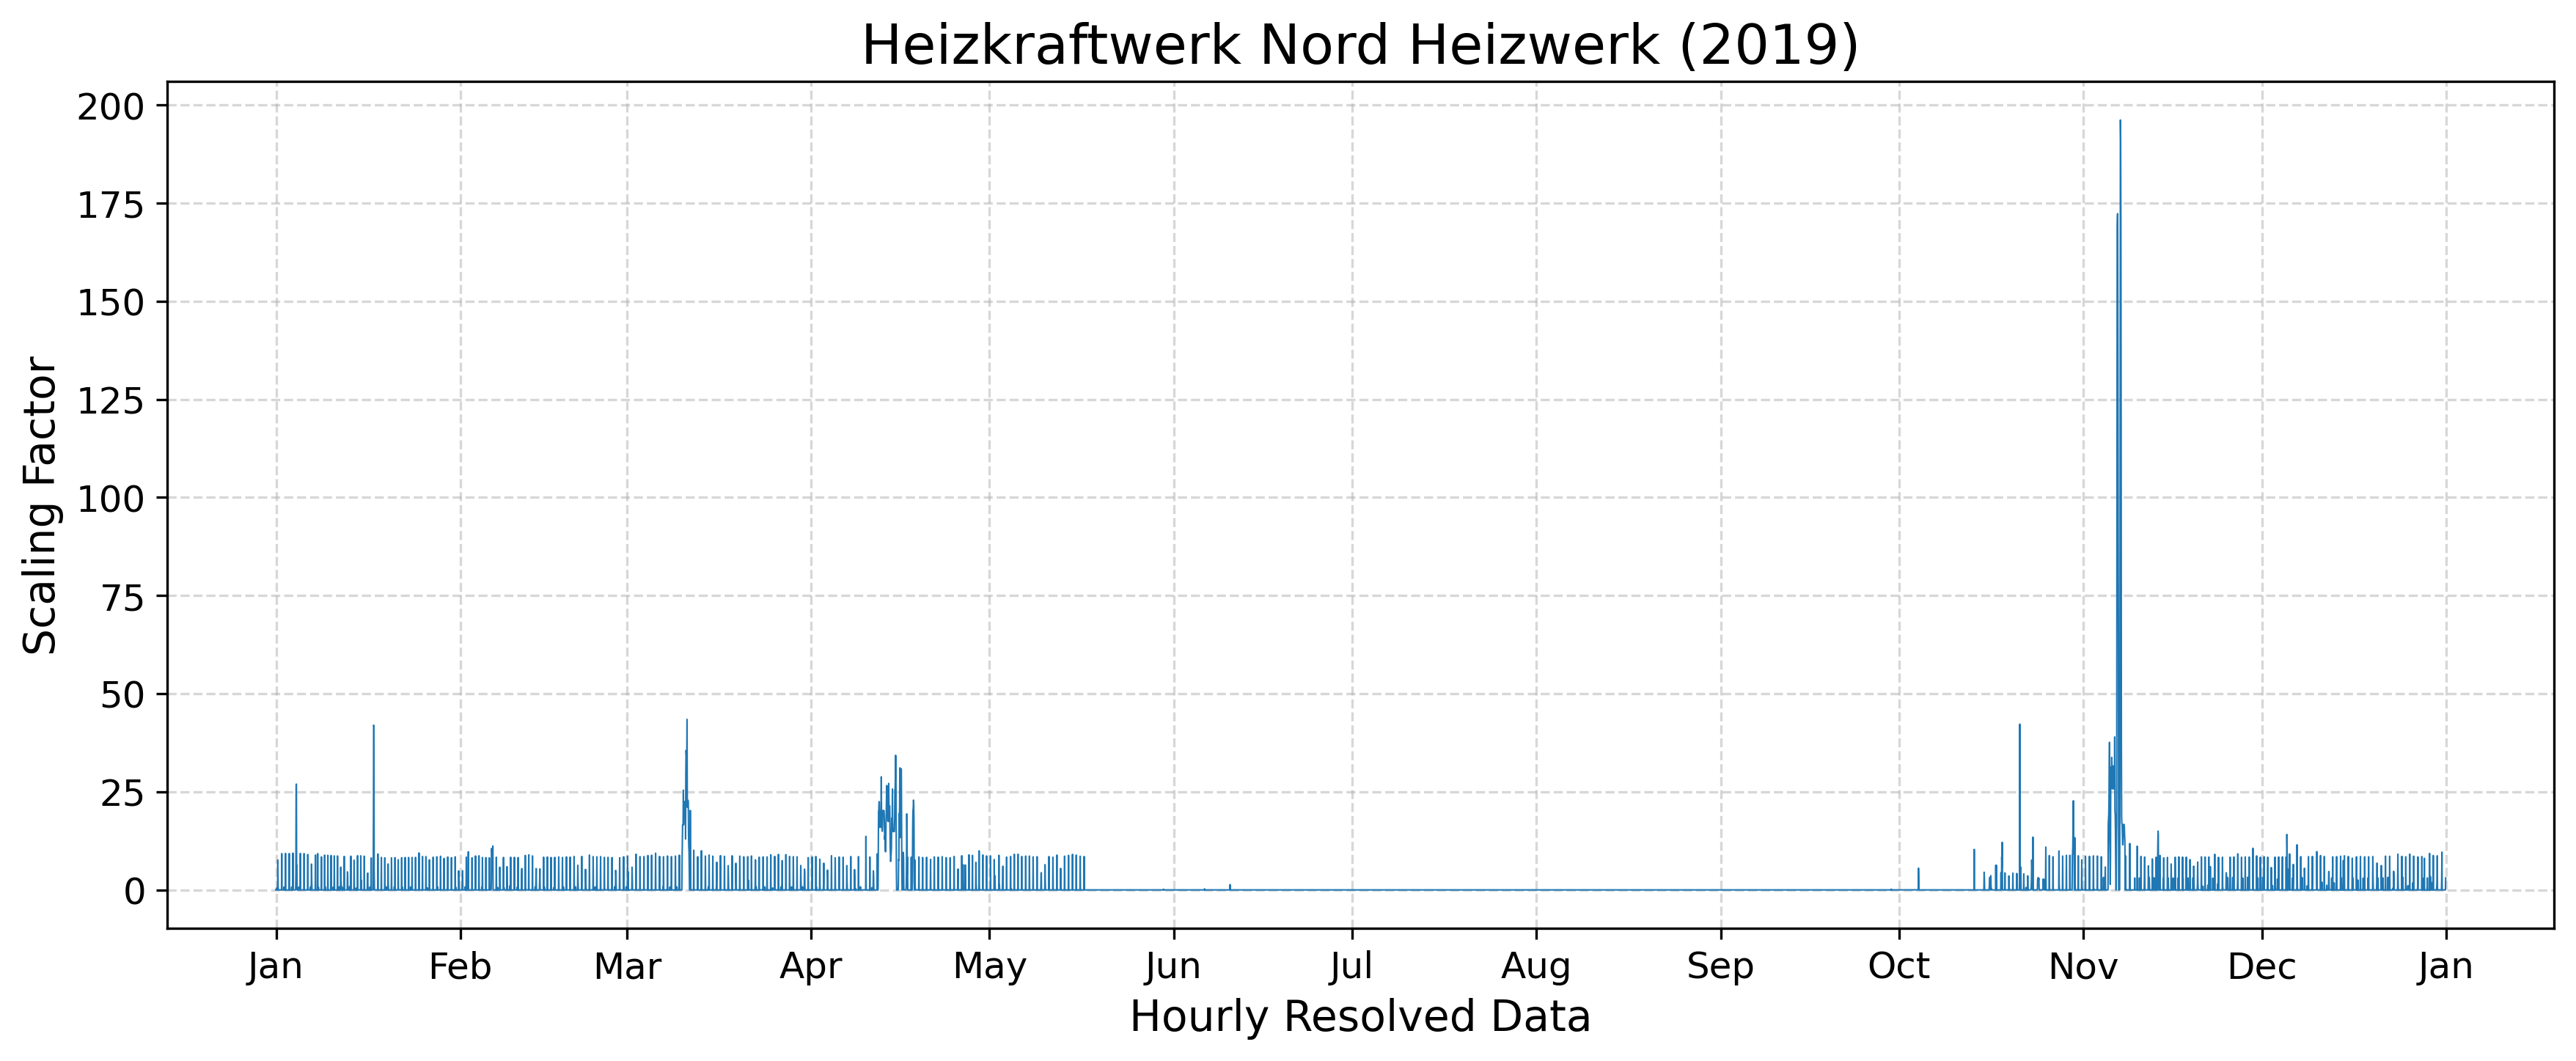 Heizkraftwerk Nord Heizwerk (2019)
Scaling Factor
200
175
150
125
100
75
50
25
0
Jan Feb Mar Apr May Jun Jul Aug Sep Oct Nov Dec Jan
Hourly Resolved Data